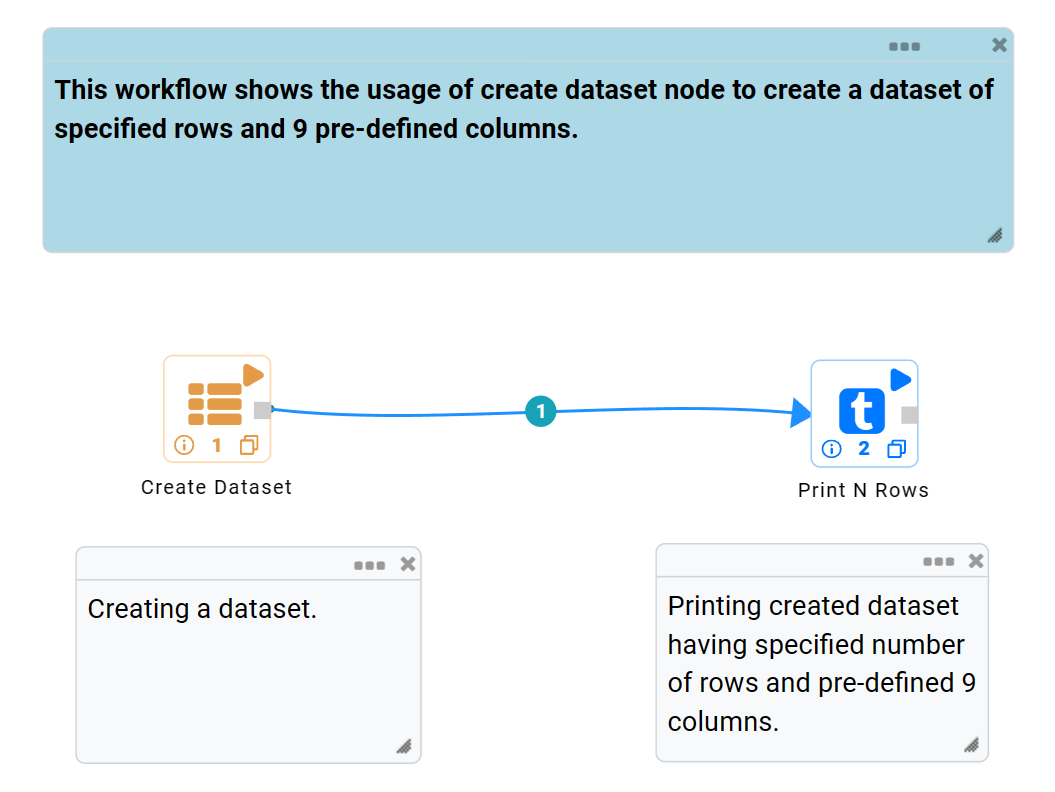 This workflow shows the usage of create dataset node to create a dataset of
specified rows and 9 pre-defined columns.
1
1
2
Create Dataset
Print N Rows
Creating a dataset.
Printing created dataset
having specified number
of rows and pre-defined 9
columns.